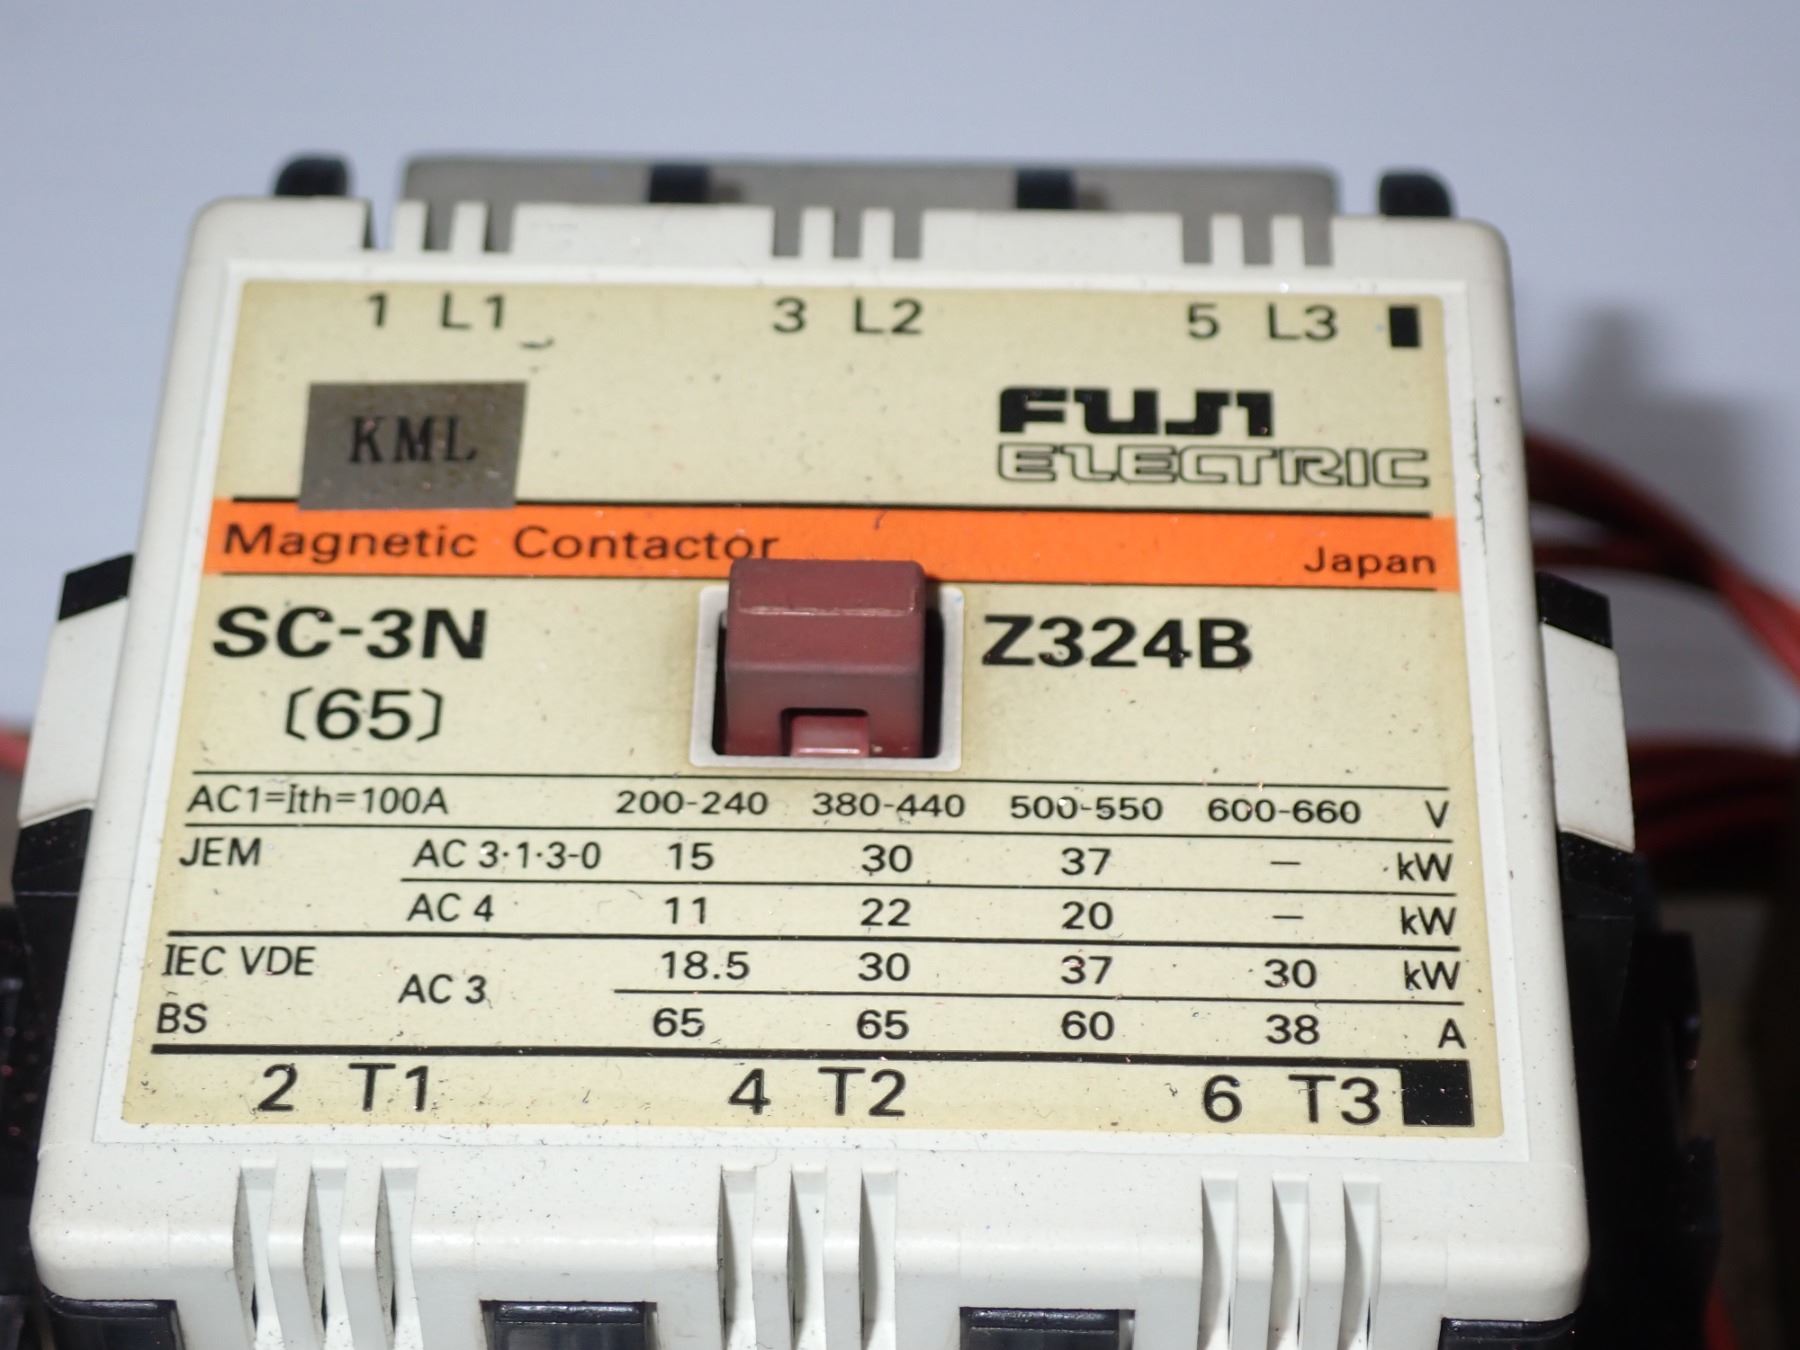 1 L1 3 L2 5 L3
KML
FUJI
ELECTRIC
Magnetic Contactor Japan
SC-3N Z324B
〔65〕
AC1=Ith=100A 200-240 380-440 500-550 600-660 V
JEM AC 3·1·3-0 15 30 37 — kW
AC 4 11 22 20 — kW
IEC VDE AC 3 18.5 30 37 30 kW
BS 65 65 60 38 A
2 T1 4 T2 6 T3